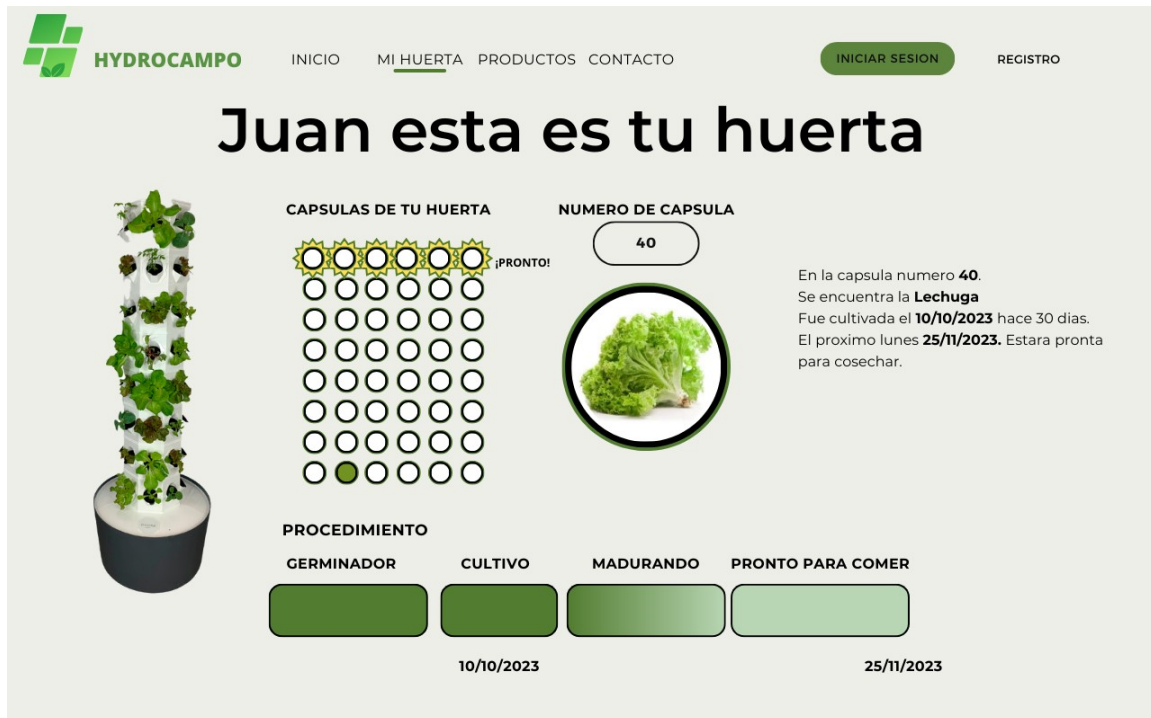 HYDROCAMPO
INICIO
MI HUERTA
PRODUCTOS
CONTACTO
INICIAR SESION
REGISTRO
Juan esta es tu huerta
CAPSULAS DE TU HUERTA
¡PRONTO!
NUMERO DE CAPSULA
40
En la capsula numero 40.
Se encuentra la Lechuga
Fue cultivada el 10/10/2023 hace 30 dias.
El proximo lunes 25/11/2023. Estara pronta
para cosechar.
PROCEDIMIENTO
GERMINADOR
CULTIVO
MADURANDO
PRONTO PARA COMER
10/10/2023
25/11/2023